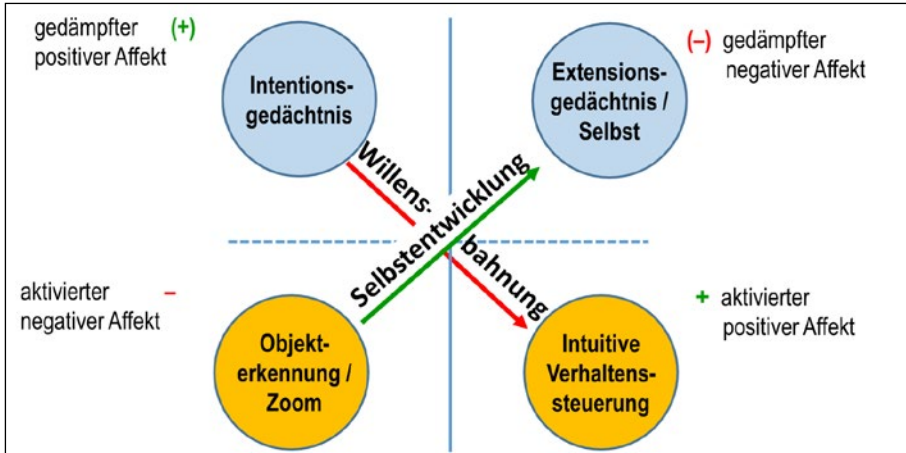 gedämpfter (+)
positiver Affekt
Intentions-
gedächtnis
Extensions-
gedächtnis /
Selbst
(–) gedämpfter
negativer Affekt
Willens-
bahnung
Selbstentwicklung
aktivierter –
negativer Affekt
Objekt-
erkennung /
Zoom
Intuitive
Verhaltens-
steuerung
+ aktivierter
positiver Affekt